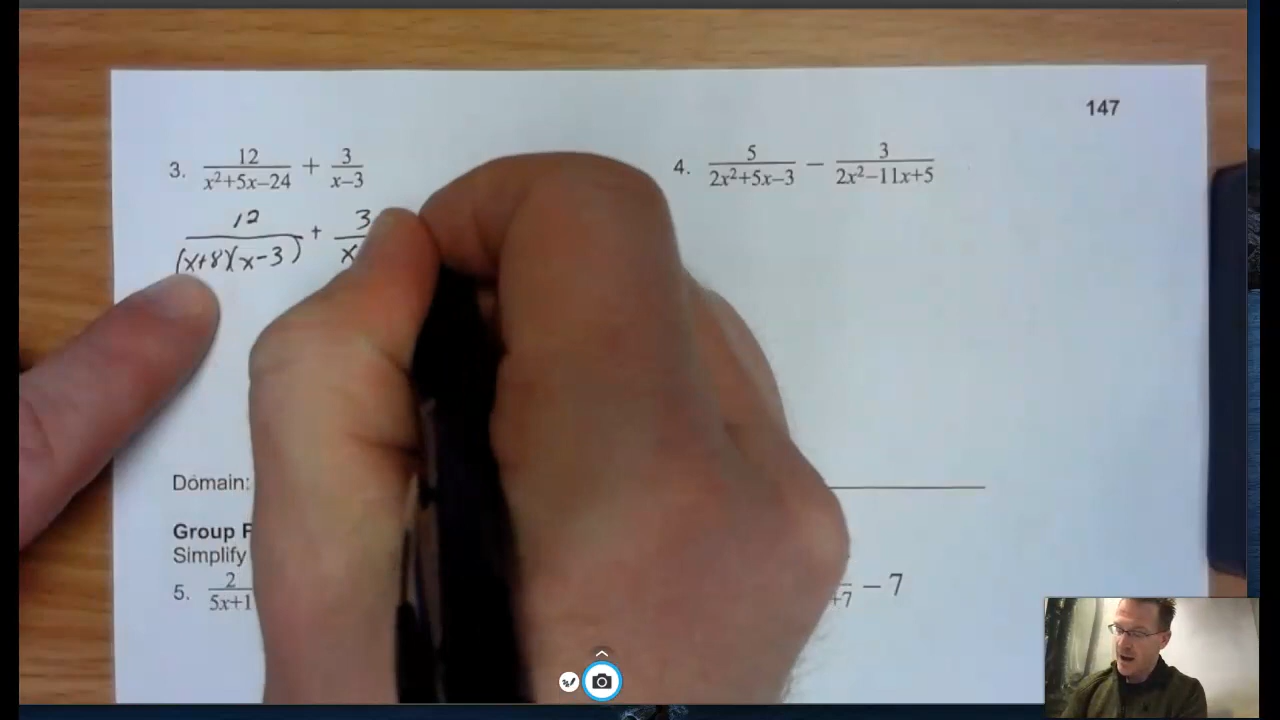 147
3. 12/(x²+5x−24) + 3/(x−3)
4. 5/(2x²+5x−3) − 3/(2x²−11x+5)
12/((x+8)(x-3)) + 3/x
Domain:
Group
Simplify
5. 2/(5x+1 +7 − 7